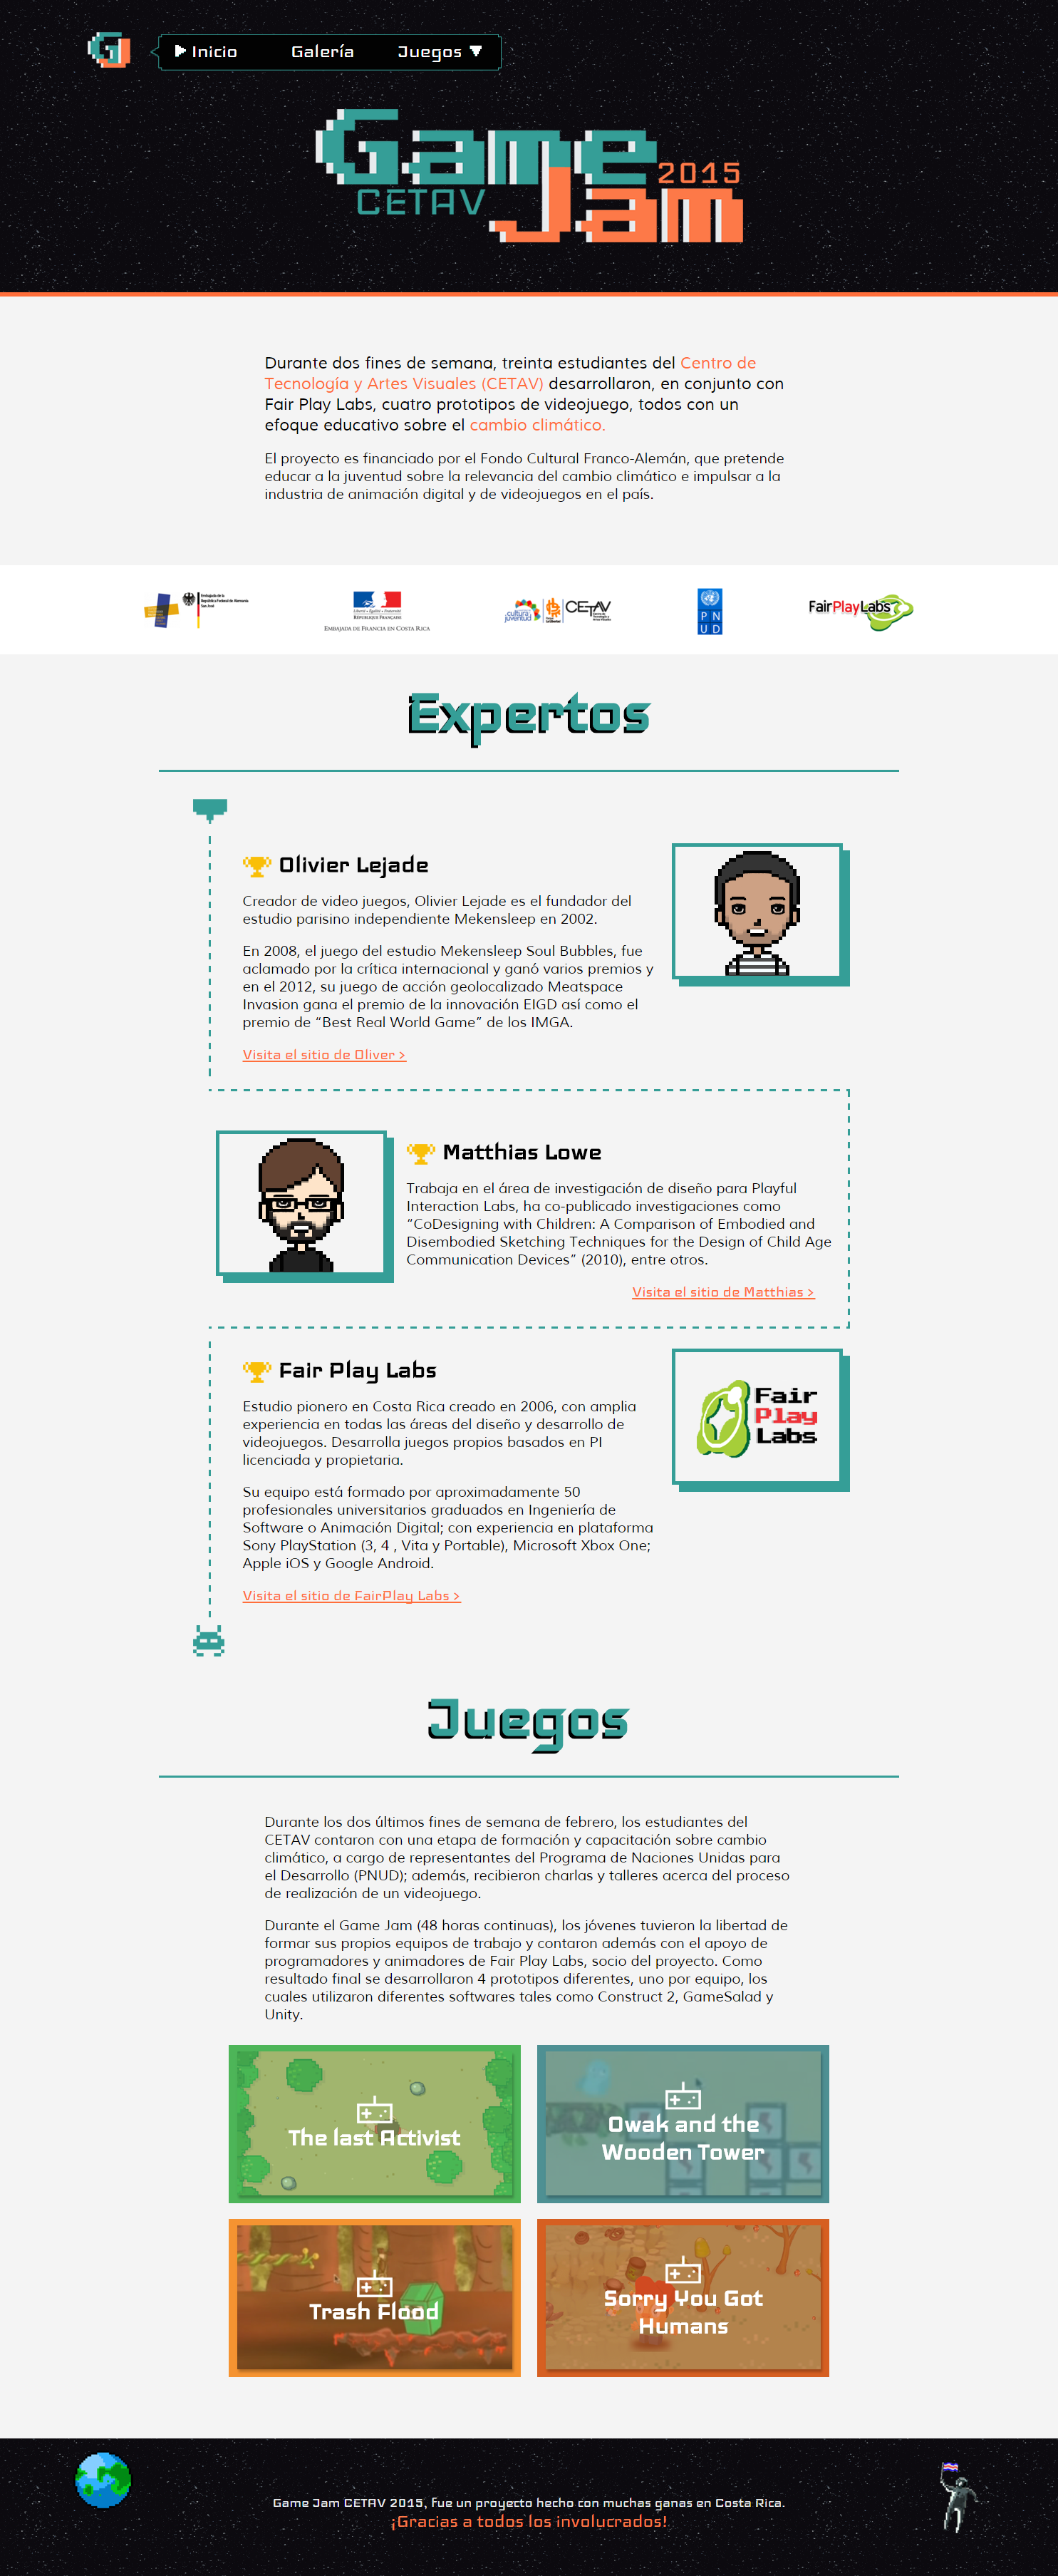 Inicio Galería Juegos
Game
2015
CETAV
Jam
Durante dos fines de semana, treinta estudiantes del Centro de
Tecnología y Artes Visuales (CETAV) desarrollaron, en conjunto con
Fair Play Labs, cuatro prototipos de videojuego, todos con un
efoque educativo sobre el cambio climático.
El proyecto es financiado por el Fondo Cultural Franco-Alemán, que pretende
educar a la juventud sobre la relevancia del cambio climático e impulsar a la
industria de animación digital y de videojuegos en el país.
Embajada de la
República Federal de Alemania
San José
Liberté • Égalité • Fraternité
RÉPUBLIQUE FRANÇAISE
EMBAJADA DE FRANCIA EN COSTA RICA
cultura
juventud
CETAV
P N
U D
FairPlayLabs
Expertos
Olivier Lejade
Creador de video juegos, Olivier Lejade es el fundador del
estudio parisino independiente Mekensleep en 2002.
En 2008, el juego del estudio Mekensleep Soul Bubbles, fue
aclamado por la crítica internacional y ganó varios premios y
en el 2012, su juego de acción geolocalizado Meatspace
Invasion gana el premio de la innovación EIGD así como el
premio de “Best Real World Game” de los IMGA.
Visita el sitio de Oliver >
Matthias Lowe
Trabaja en el área de investigación de diseño para Playful
Interaction Labs, ha co-publicado investigaciones como
“CoDesigning with Children: A Comparison of Embodied and
Disembodied Sketching Techniques for the Design of Child Age
Communication Devices” (2010), entre otros.
Visita el sitio de Matthias >
Fair Play Labs
Estudio pionero en Costa Rica creado en 2006, con amplia
experiencia en todas las áreas del diseño y desarrollo de
videojuegos. Desarrolla juegos propios basados en PI
licenciada y propietaria.
Su equipo está formado por aproximadamente 50
profesionales universitarios graduados en Ingeniería de
Software o Animación Digital; con experiencia en plataforma
Sony PlayStation (3, 4 , Vita y Portable), Microsoft Xbox One;
Apple iOS y Google Android.
Visita el sitio de FairPlay Labs >
Fair
Play
Labs
Juegos
Durante los dos últimos fines de semana de febrero, los estudiantes del
CETAV contaron con una etapa de formación y capacitación sobre cambio
climático, a cargo de representantes del Programa de Naciones Unidas para
el Desarrollo (PNUD); además, recibieron charlas y talleres acerca del proceso
de realización de un videojuego.
Durante el Game Jam (48 horas continuas), los jóvenes tuvieron la libertad de
formar sus propios equipos de trabajo y contaron además con el apoyo de
programadores y animadores de Fair Play Labs, socio del proyecto. Como
resultado final se desarrollaron 4 prototipos diferentes, uno por equipo, los
cuales utilizaron diferentes softwares tales como Construct 2, GameSalad y
Unity.
The last Activist
Owak and the
Wooden Tower
Trash Flood
Sorry You Got
Humans
Game Jam CETAV 2015, fue un proyecto hecho con muchas ganas en Costa Rica.
¡Gracias a todos los involucrados!